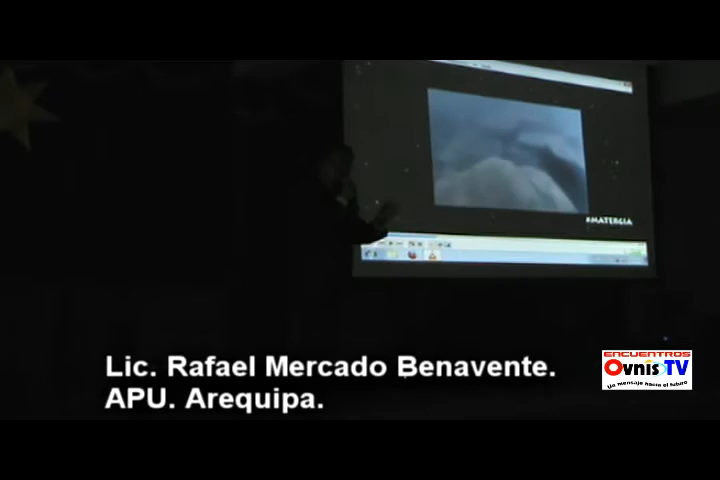 #MATERGIA
Lic. Rafael Mercado Benavente.
APU. Arequipa.
ENCUENTROS
OvnisTV
Un mensaje hacia el futuro